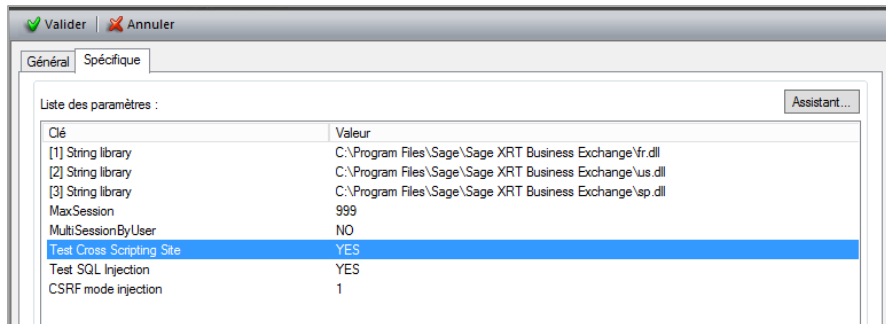 Valider Annuler
Général Spécifique
Liste des paramètres : Assistant...
Clé Valeur
[1] String library C:\Program Files\Sage\Sage XRT Business Exchange\fr.dll
[2] String library C:\Program Files\Sage\Sage XRT Business Exchange\us.dll
[3] String library C:\Program Files\Sage\Sage XRT Business Exchange\sp.dll
MaxSession 999
MultiSessionByUser NO
Test Cross Scripting Site YES
Test SQL Injection YES
CSRF mode injection 1